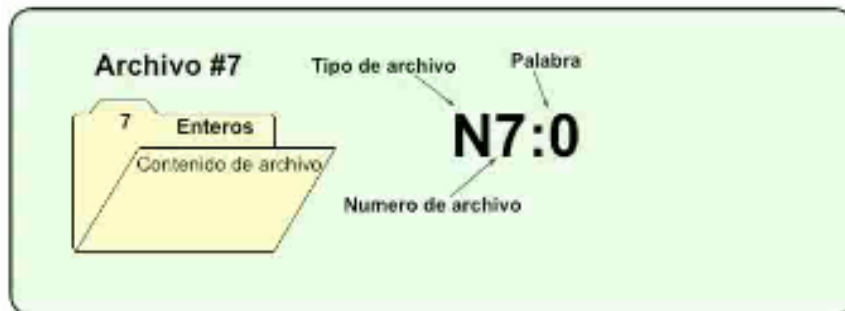 Archivo #7
7
Enteros
Contenido de archivo
Tipo de archivo
Palabra
N7:0
Numero de archivo